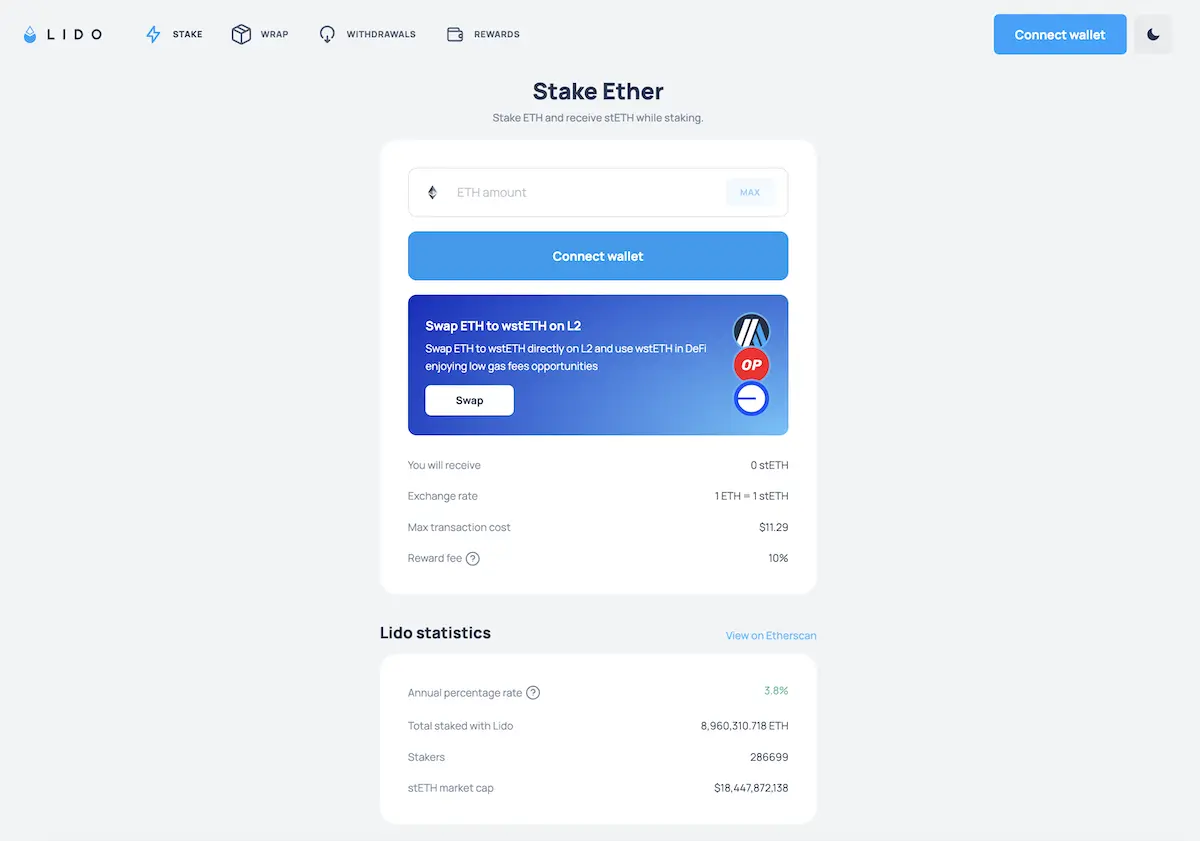 LIDO
STAKE
WRAP
WITHDRAWALS
REWARDS
Connect wallet
Stake Ether
Stake ETH and receive stETH while staking.
ETH amount
MAX
Connect wallet
Swap ETH to wstETH on L2
Swap ETH to wstETH directly on L2 and use wstETH in DeFi
enjoying low gas fees opportunities
OP
Swap
You will receive 0 stETH
Exchange rate 1 ETH = 1 stETH
Max transaction cost $11.29
Reward fee ? 10%
Lido statistics
View on Etherscan
Annual percentage rate ? 3.8%
Total staked with Lido 8,960,310.718 ETH
Stakers 286699
stETH market cap $18,447,872,138